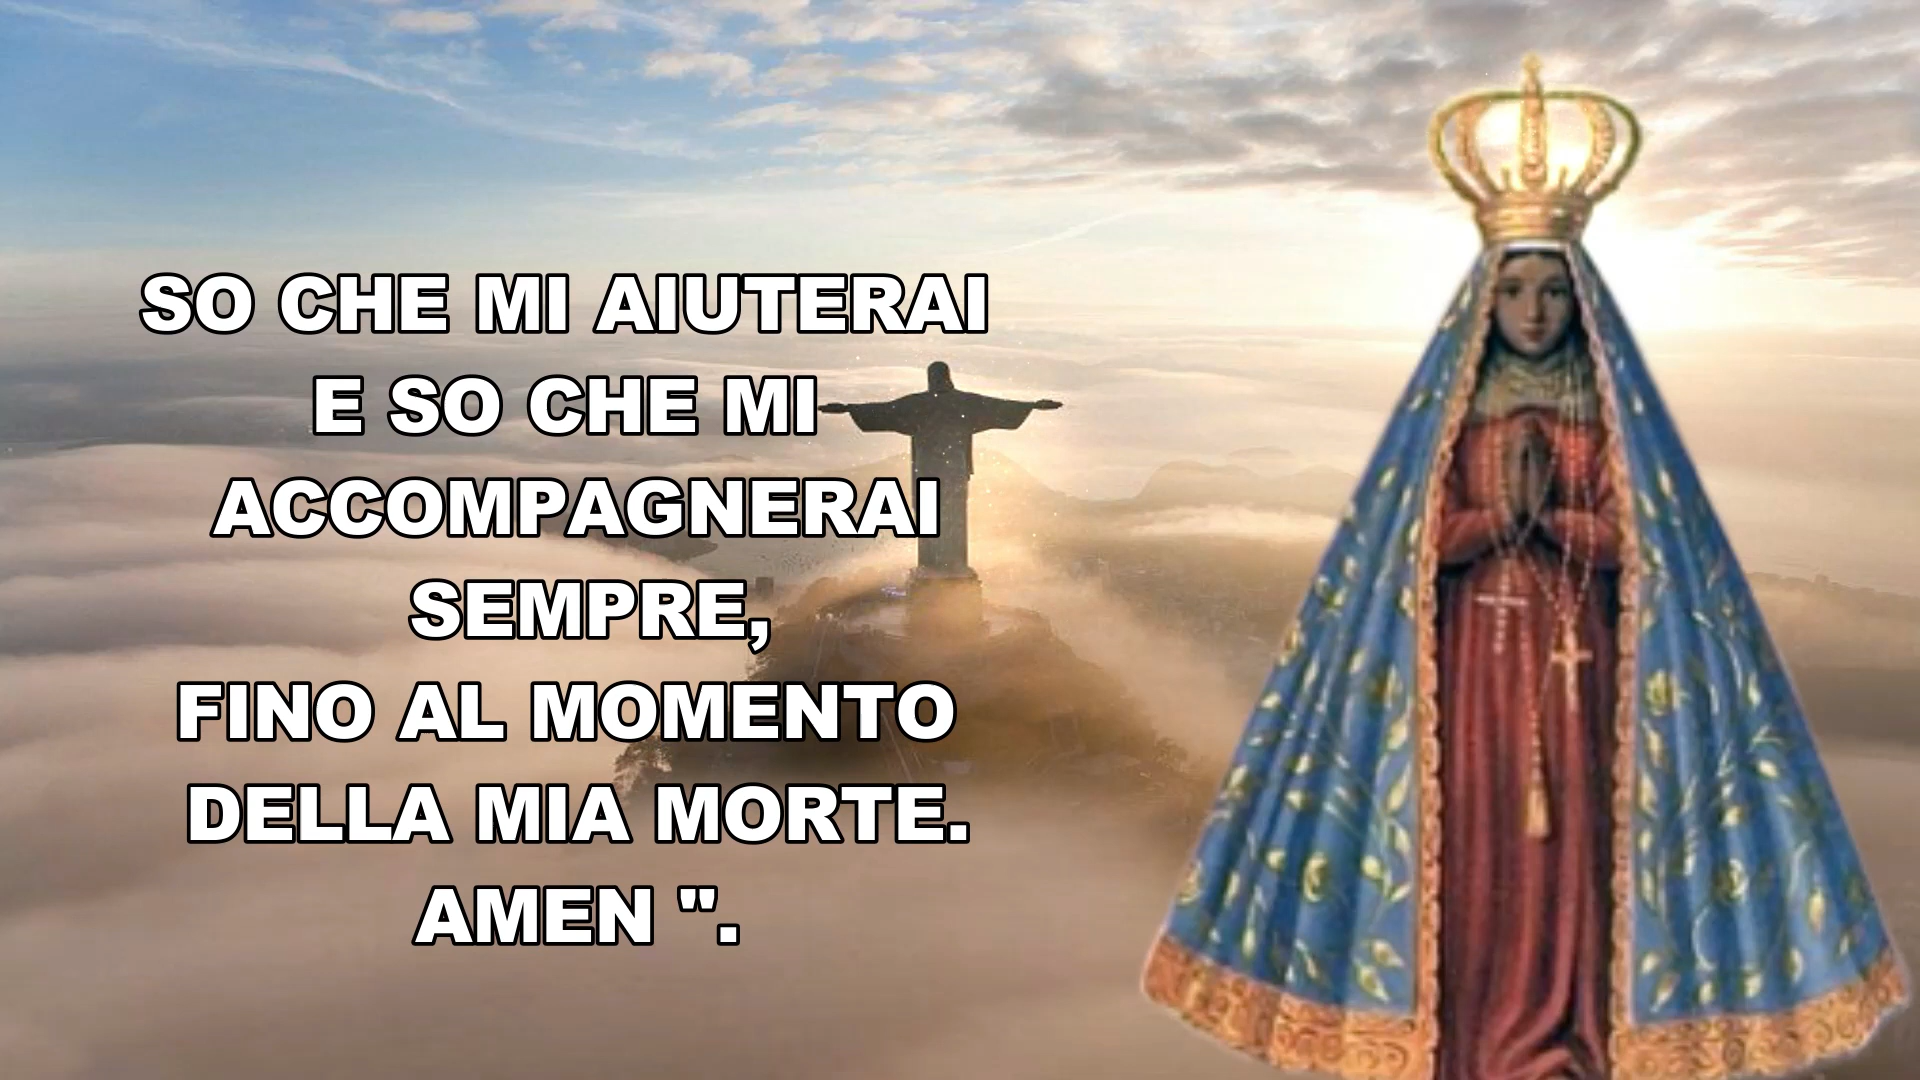 SO CHE MI AIUTERAI
E SO CHE MI
ACCOMPAGNERAI
SEMPRE,
FINO AL MOMENTO
DELLA MIA MORTE.
AMEN ".